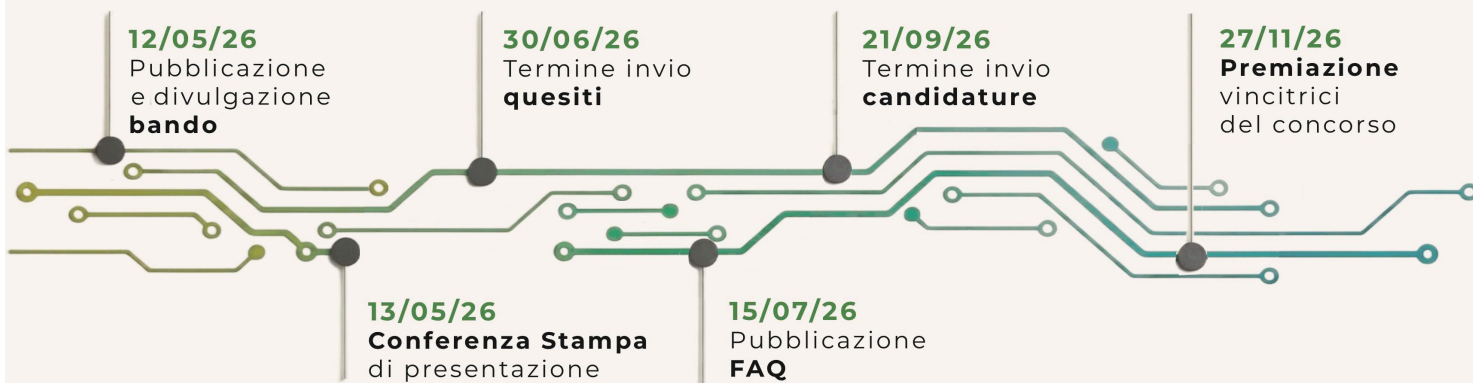 12/05/26
Pubblicazione
e divulgazione
bando
13/05/26
Conferenza Stampa
di presentazione
30/06/26
Termine invio
quesiti
15/07/26
Pubblicazione
FAQ
21/09/26
Termine invio
candidature
27/11/26
Premiazione
vincitrici
del concorso